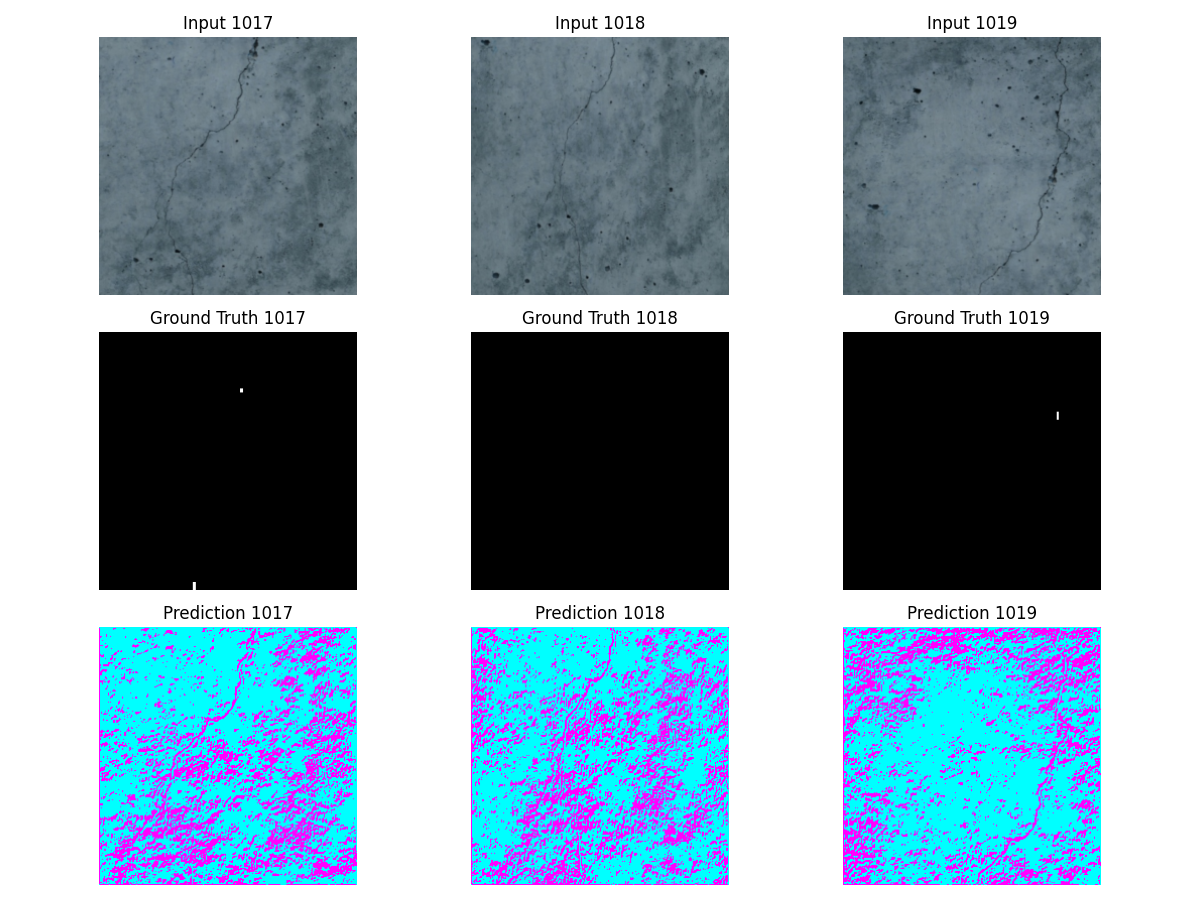 Input 1017
Input 1018
Input 1019
Ground Truth 1017
Ground Truth 1018
Ground Truth 1019
Prediction 1017
Prediction 1018
Prediction 1019